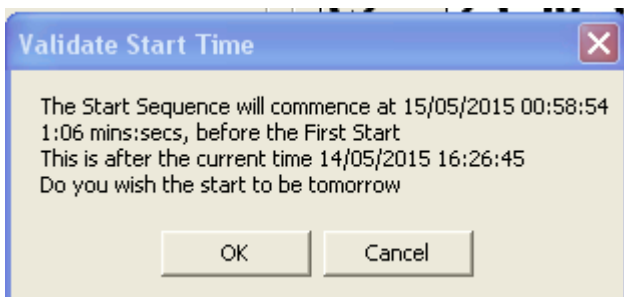 Validate Start Time
The Start Sequence will commence at 15/05/2015 00:58:54
1:06 mins:secs, before the First Start
This is after the current time 14/05/2015 16:26:45
Do you wish the start to be tomorrow
OK
Cancel